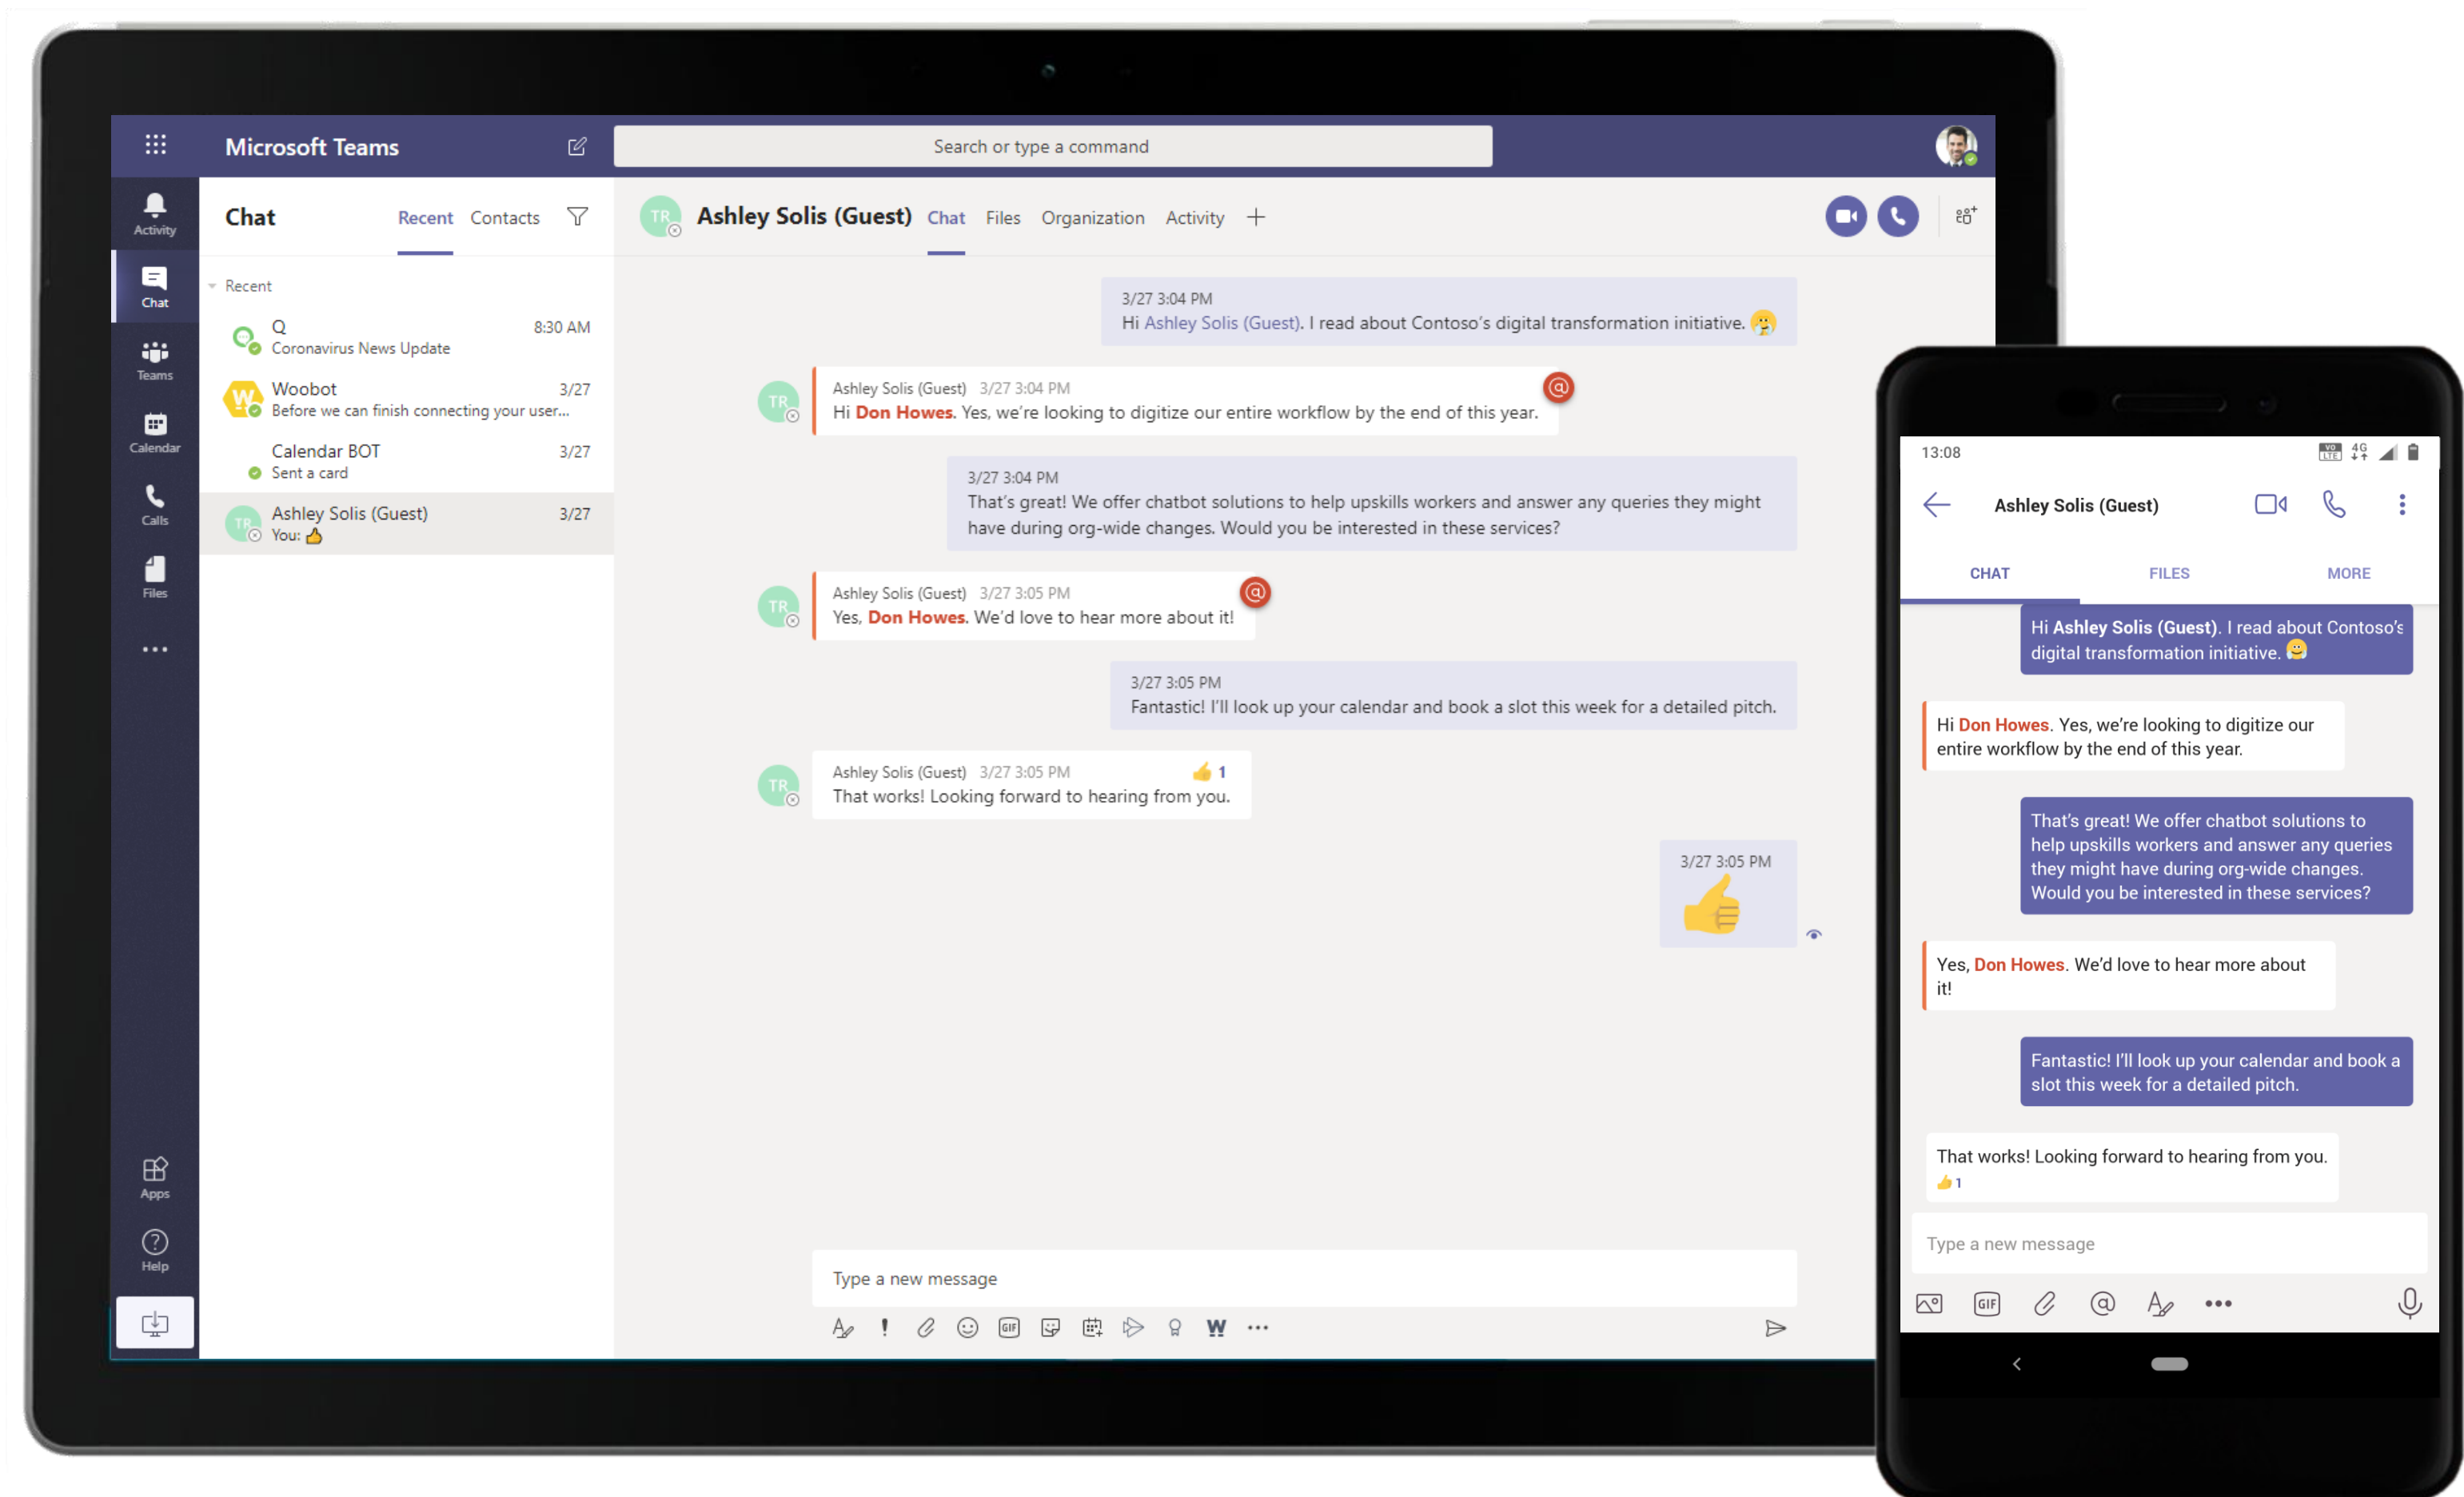 Microsoft Teams
Search or type a command
Activity
Chat
Teams
Calendar
Calls
Files
Apps
Help
Chat
Recent
Contacts
Recent
Q
8:30 AM
Coronavirus News Update
Woobot
3/27
Before we can finish connecting your user...
Calendar BOT
3/27
Sent a card
TR
Ashley Solis (Guest)
3/27
You: 👍
TR
Ashley Solis (Guest)
Chat
Files
Organization
Activity
3/27 3:04 PM
Hi Ashley Solis (Guest). I read about Contoso's digital transformation initiative.
TR
Ashley Solis (Guest) 3/27 3:04 PM
@
Hi Don Howes. Yes, we're looking to digitize our entire workflow by the end of this year.
3/27 3:04 PM
That's great! We offer chatbot solutions to help upskills workers and answer any queries they might
have during org-wide changes. Would you be interested in these services?
TR
Ashley Solis (Guest) 3/27 3:05 PM
@
Yes, Don Howes. We'd love to hear more about it!
3/27 3:05 PM
Fantastic! I'll look up your calendar and book a slot this week for a detailed pitch.
TR
Ashley Solis (Guest) 3/27 3:05 PM
👍 1
That works! Looking forward to hearing from you.
3/27 3:05 PM
Type a new message
GIF
W
13:08
VO LTE
4G
Ashley Solis (Guest)
CHAT
FILES
MORE
Hi Ashley Solis (Guest). I read about Contoso's
digital transformation initiative.
Hi Don Howes. Yes, we're looking to digitize our
entire workflow by the end of this year.
That's great! We offer chatbot solutions to
help upskills workers and answer any queries
they might have during org-wide changes.
Would you be interested in these services?
Yes, Don Howes. We'd love to hear more about
it!
Fantastic! I'll look up your calendar and book a
slot this week for a detailed pitch.
That works! Looking forward to hearing from you.
👍 1
Type a new message
GIF
@